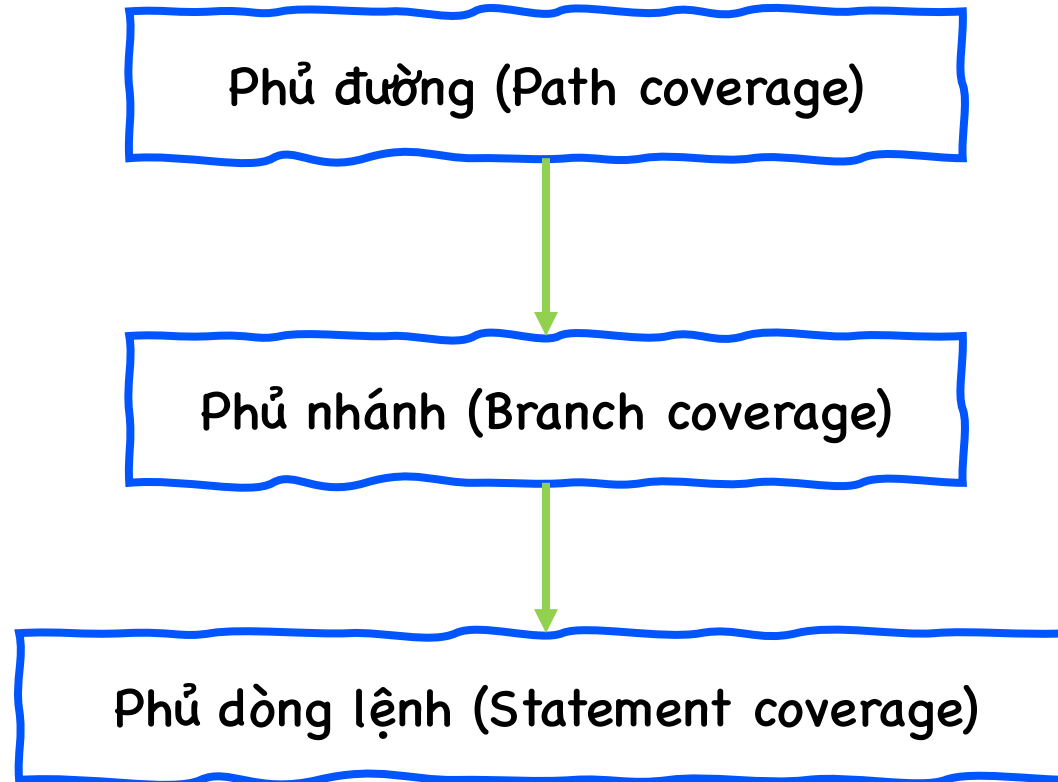 Phủ đường (Path coverage)
Phủ nhánh (Branch coverage)
Phủ dòng lệnh (Statement coverage)